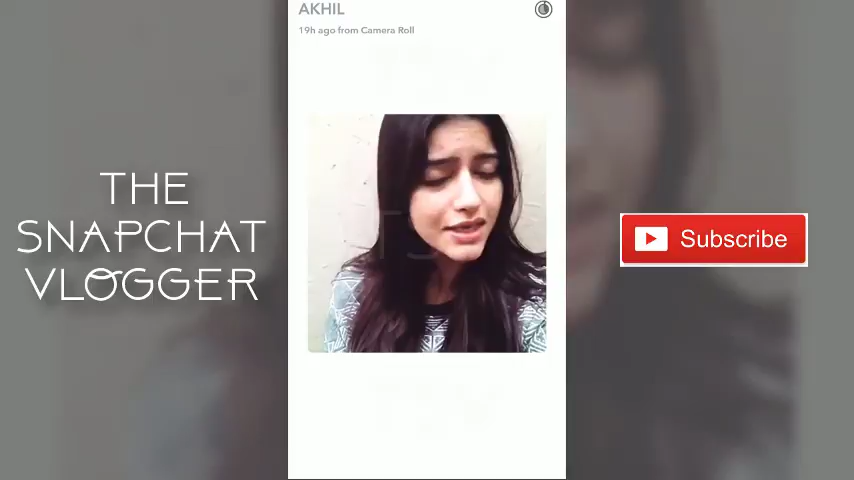 AKHIL
19h ago from Camera Roll
THE
SNAPCHAT
VLOGGER
Subscribe